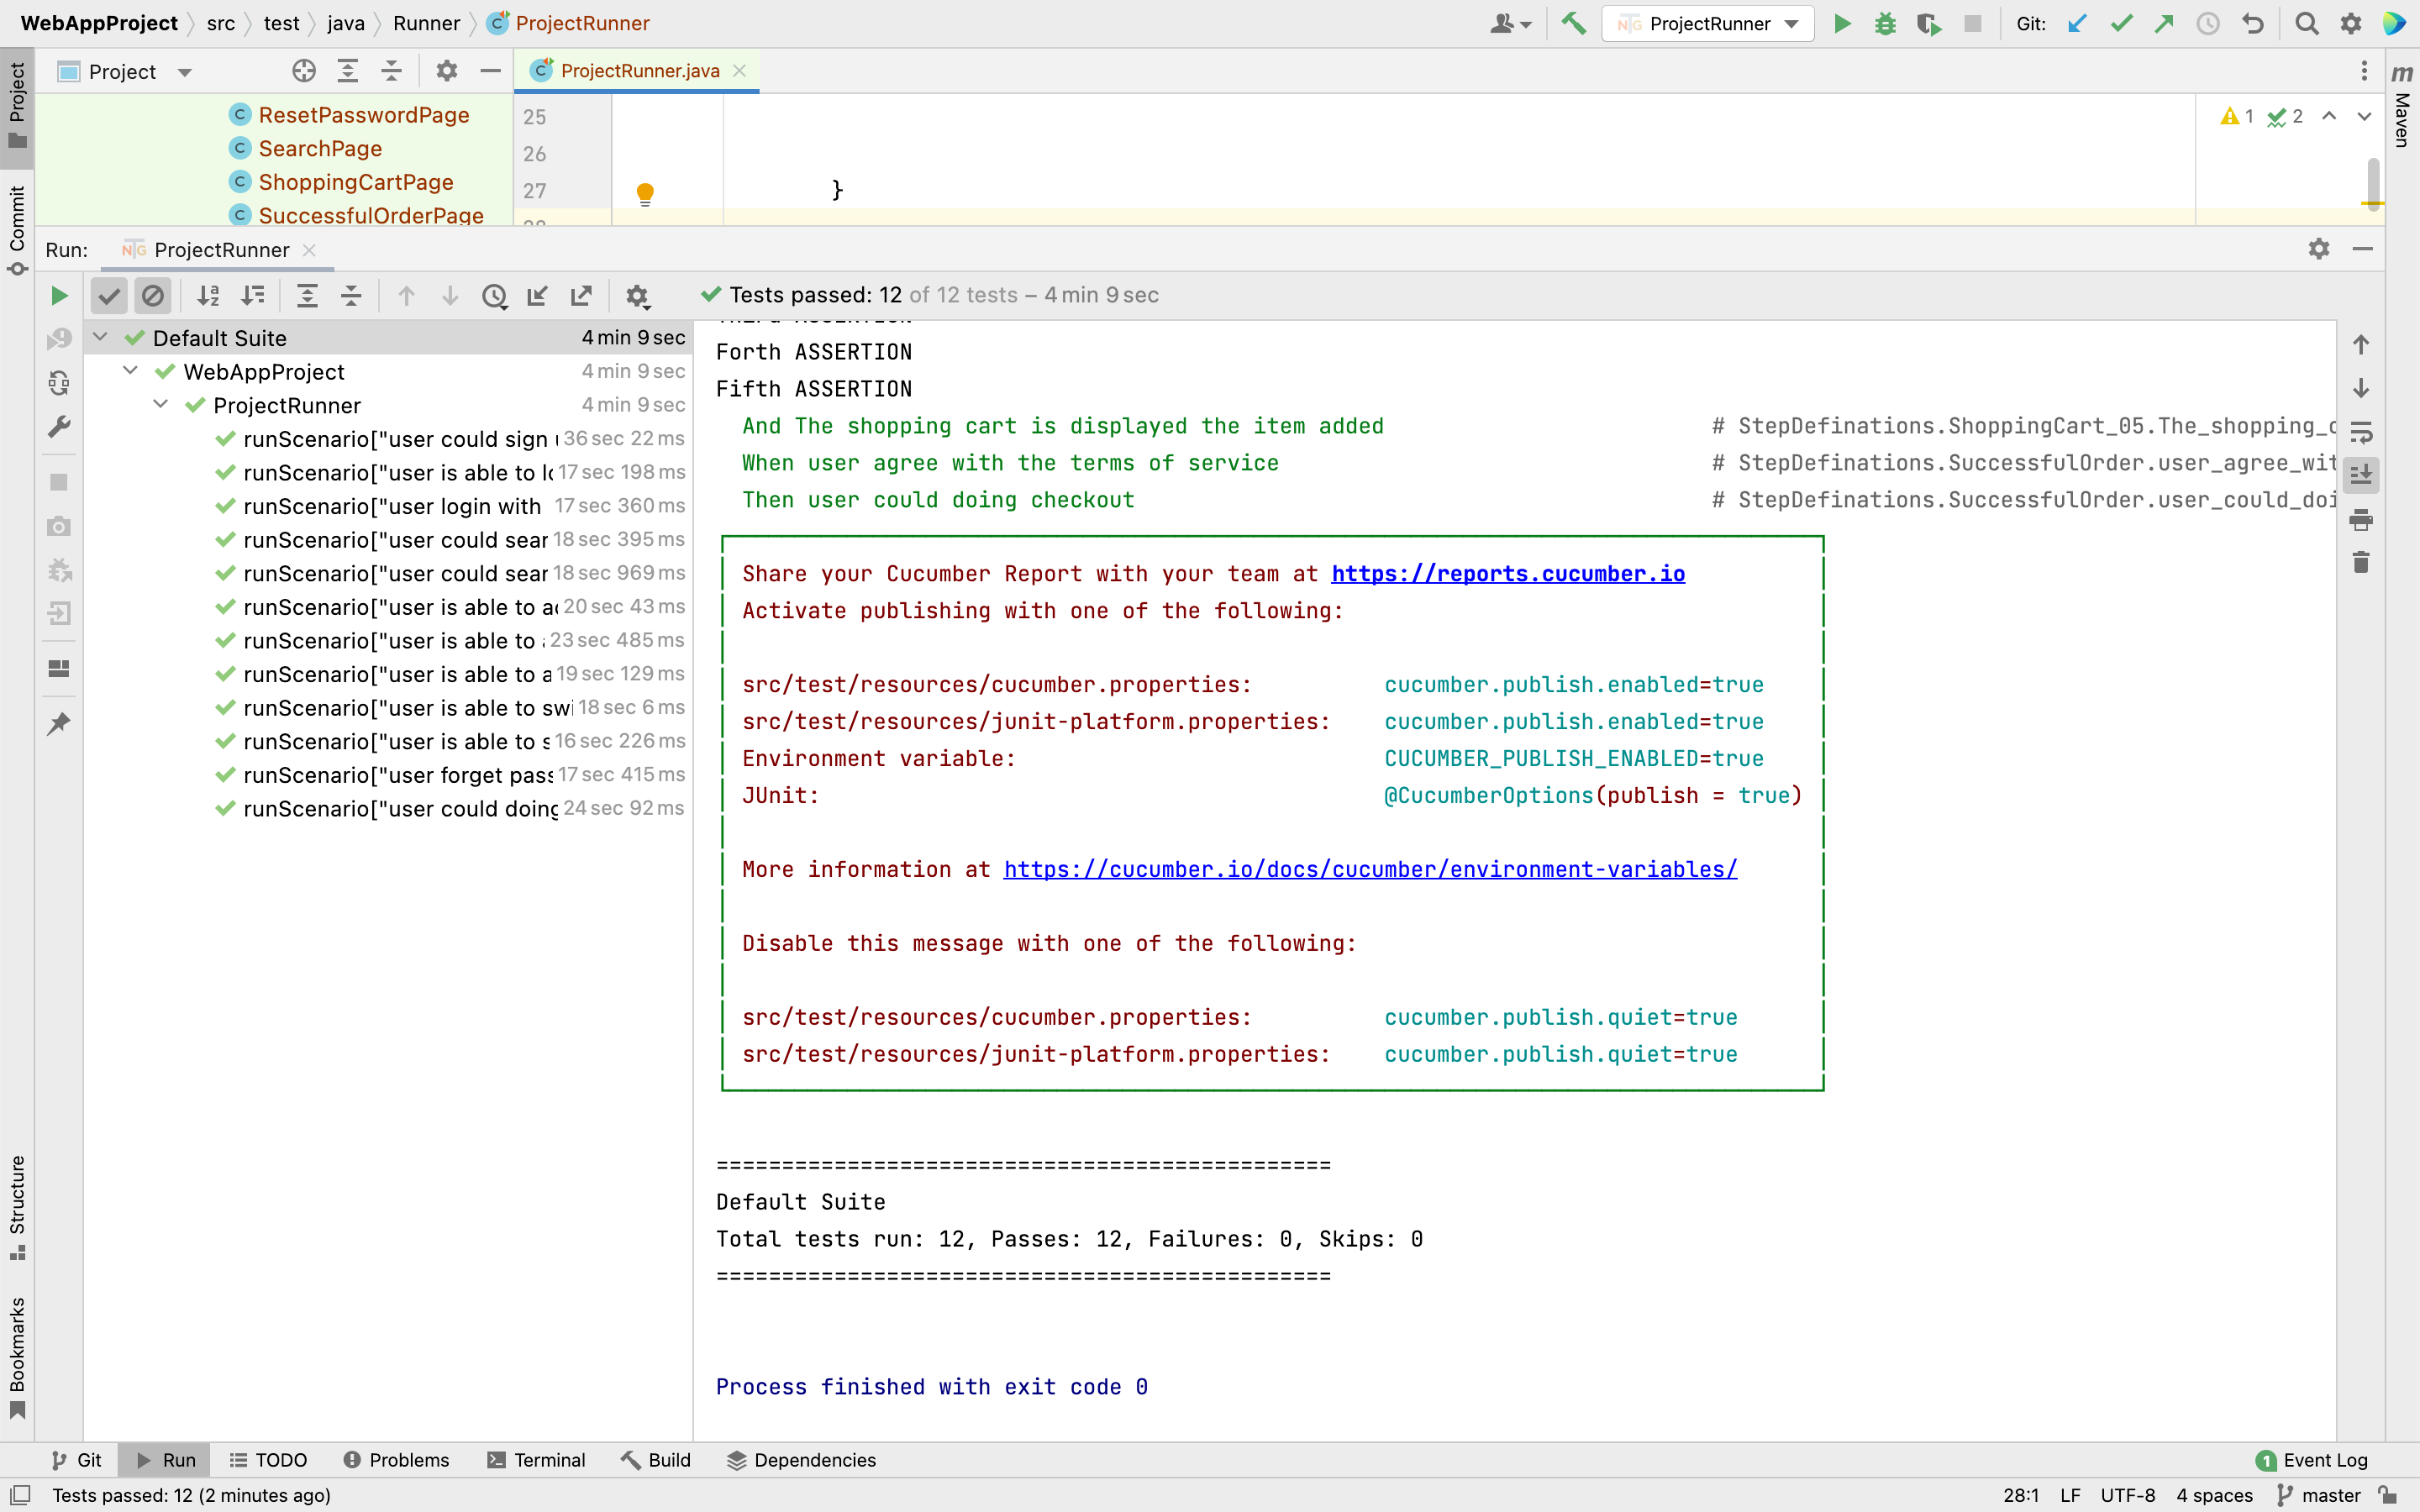 WebAppProject src test java Runner ProjectRunner
ProjectRunner
Git:
Project
ProjectRunner.java
ResetPasswordPage
SearchPage
ShoppingCartPage
SuccessfulOrderPage
25
26
27
}
1
2
Project
Commit
Structure
Bookmarks
Maven
Run: ProjectRunner
Tests passed: 12 of 12 tests – 4 min 9 sec
Default Suite 4 min 9 sec
WebAppProject 4 min 9 sec
ProjectRunner 4 min 9 sec
runScenario["user could sign 36 sec 22 ms
runScenario["user is able to 17 sec 198 ms
runScenario["user login with 17 sec 360 ms
runScenario["user could sear 18 sec 395 ms
runScenario["user could sear 18 sec 969 ms
runScenario["user is able to 20 sec 43 ms
runScenario["user is able to 23 sec 485 ms
runScenario["user is able to a 19 sec 129 ms
runScenario["user is able to swi 18 sec 6 ms
runScenario["user is able to s 16 sec 226 ms
runScenario["user forget pass 17 sec 415 ms
runScenario["user could doing 24 sec 92 ms
Forth ASSERTION
Fifth ASSERTION
And The shopping cart is displayed the item added # StepDefinations.ShoppingCart_05.The_shopping_c
When user agree with the terms of service # StepDefinations.SuccessfulOrder.user_agree_wit
Then user could doing checkout # StepDefinations.SuccessfulOrder.user_could_doi
Share your Cucumber Report with your team at https://reports.cucumber.io
Activate publishing with one of the following:
src/test/resources/cucumber.properties: cucumber.publish.enabled=true
src/test/resources/junit-platform.properties: cucumber.publish.enabled=true
Environment variable: CUCUMBER_PUBLISH_ENABLED=true
JUnit: @CucumberOptions(publish = true)
More information at https://cucumber.io/docs/cucumber/environment-variables/
Disable this message with one of the following:
src/test/resources/cucumber.properties: cucumber.publish.quiet=true
src/test/resources/junit-platform.properties: cucumber.publish.quiet=true
===============================================
Default Suite
Total tests run: 12, Passes: 12, Failures: 0, Skips: 0
===============================================
Process finished with exit code 0
Git Run TODO Problems Terminal Build Dependencies 1 Event Log
Tests passed: 12 (2 minutes ago) 28:1 LF UTF-8 4 spaces master